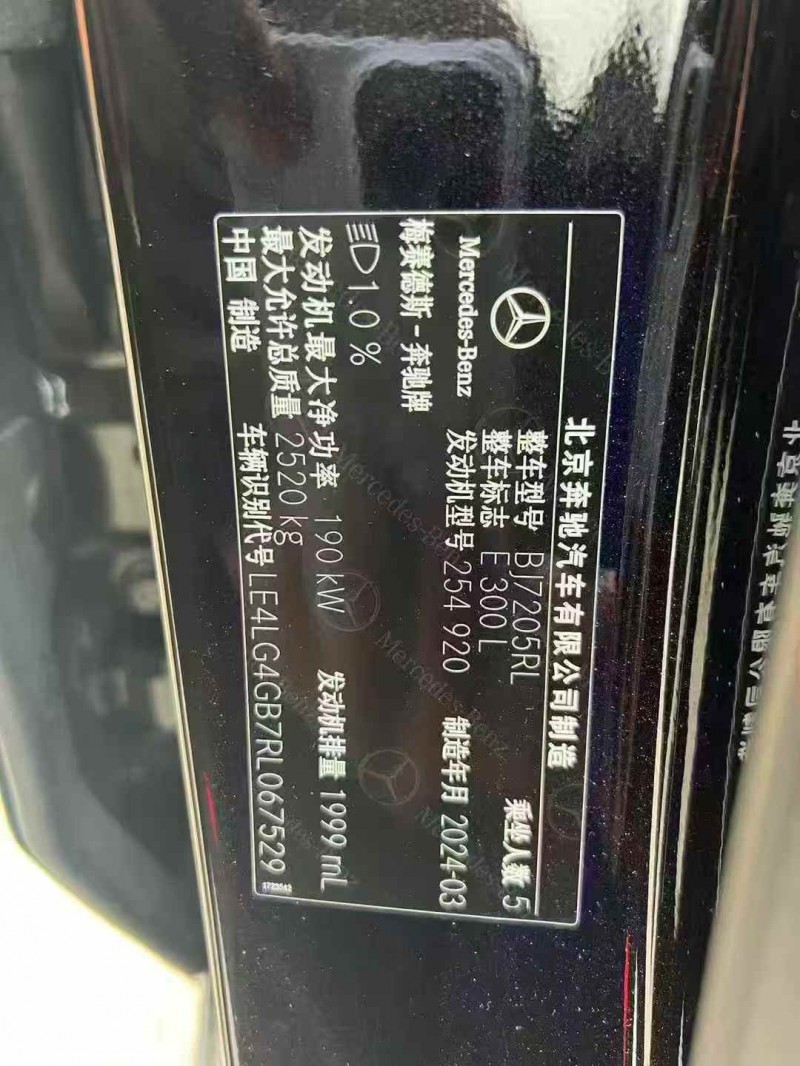 北京奔驰汽车有限公司制造
Mercedes-Benz
梅赛德斯-奔驰牌
整车型号 BJ7205RL
乘坐人数 5
整车标志 E 300 L
发动机型号 254 920
制造年月 2024-03
1.0 %
发动机最大净功率 190 kW
发动机排量 1999 mL
最大允许总质量 2520 kg
中国 制造
车辆识别代号 LE4LG4GB7RL067529